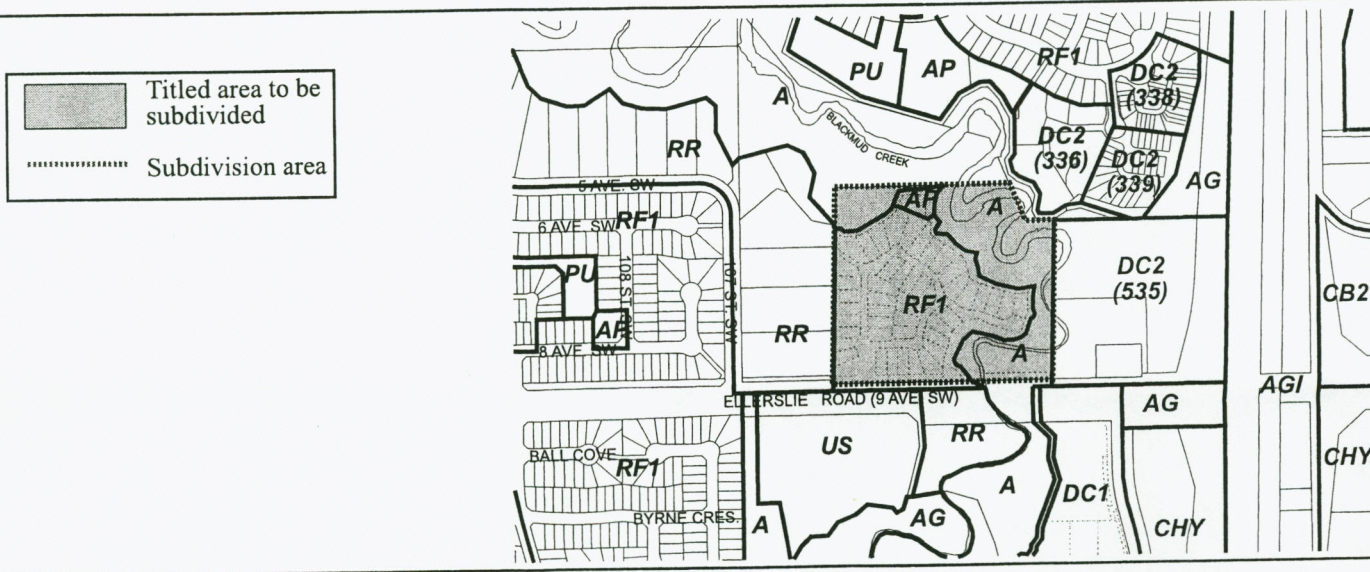 Titled area to be
subdivided
Subdivision area
PU
AP
RF1
DC2
(338)
A
BLACKMUD CREEK
RR
DC2
(336)
DC2
(339)
AG
5 AVE. SW
AP
A
6 AVE. SW
RF1
PU
108 ST. SW
107 ST. SW
DC2
(535)
CB2
RF1
AP
8 AVE. SW
RR
A
AGI
ELLERSLIE ROAD (9 AVE. SW)
AG
US
RR
BALL COVE
RF1
CHY
A
DC1
BYRNE CRES.
A
AG
CHY